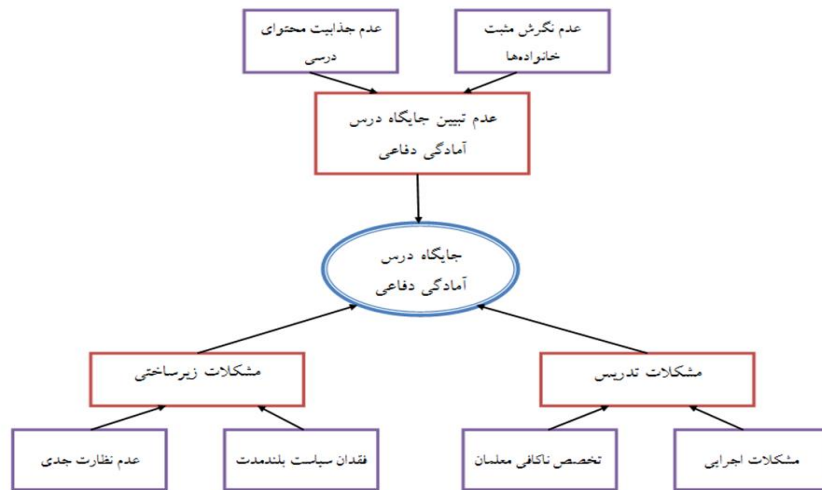 عدم نگرش مثبت
خانواده‌ها
عدم جذابیت محتوای
درسی
عدم تبیین جایگاه درس
آمادگی دفاعی
جایگاه درس
آمادگی دفاعی
مشکلات تدریس
مشکلات زیرساختی
مشکلات اجرایی
تخصص ناکافی معلمان
فقدان سیاست بلندمدت
عدم نظارت جدی